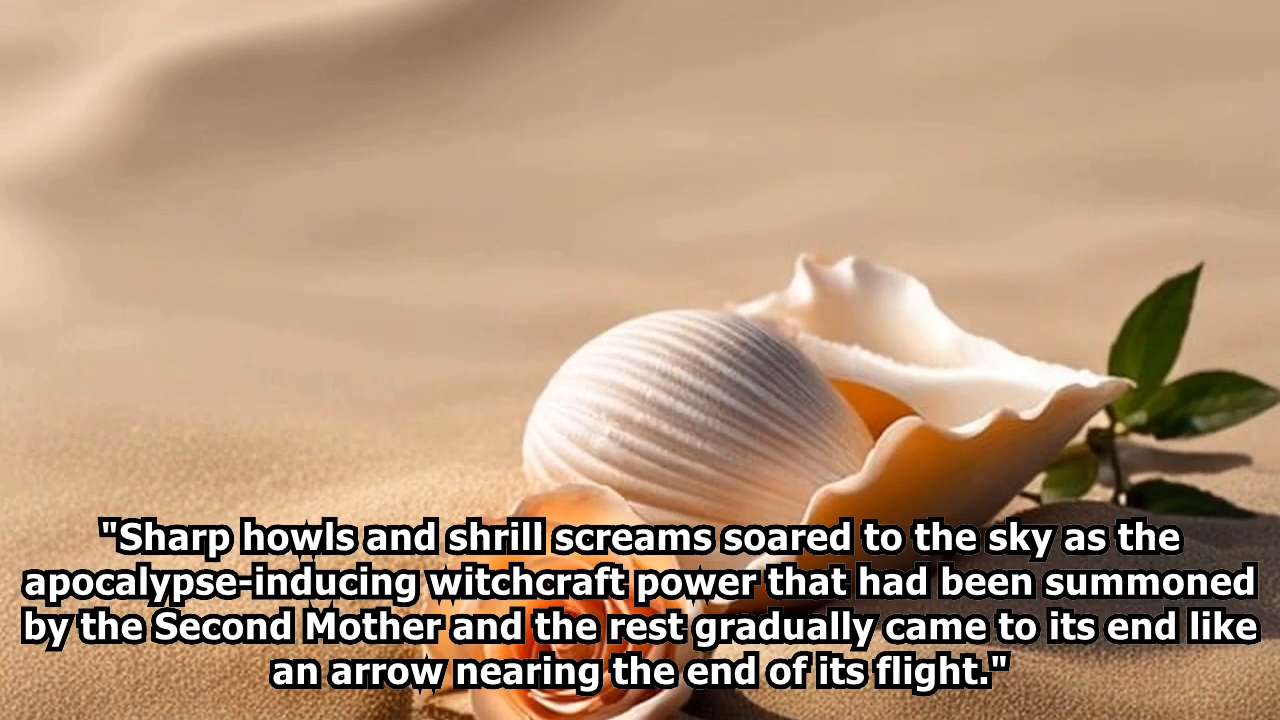 "Sharp howls and shrill screams soared to the sky as the
apocalypse-inducing witchcraft power that had been summoned
by the Second Mother and the rest gradually came to its end like
an arrow nearing the end of its flight."